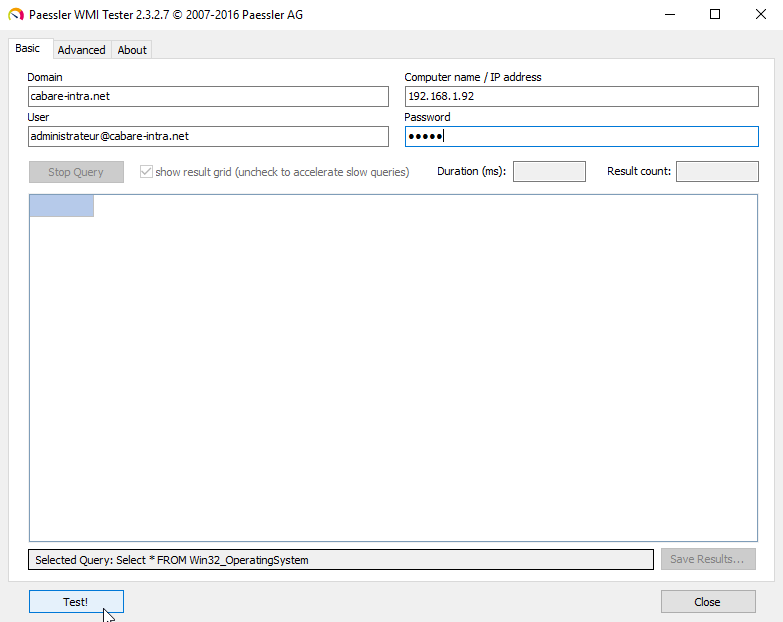 Paessler WMI Tester 2.3.2.7 © 2007-2016 Paessler AG
Basic Advanced About
Domain Computer name / IP address
cabare-intra.net 192.168.1.92
User Password
administrateur@cabare-intra.net ●●●●●
Stop Query show result grid (uncheck to accelerate slow queries) Duration (ms): Result count:
Selected Query: Select * FROM Win32_OperatingSystem Save Results...
Test! Close